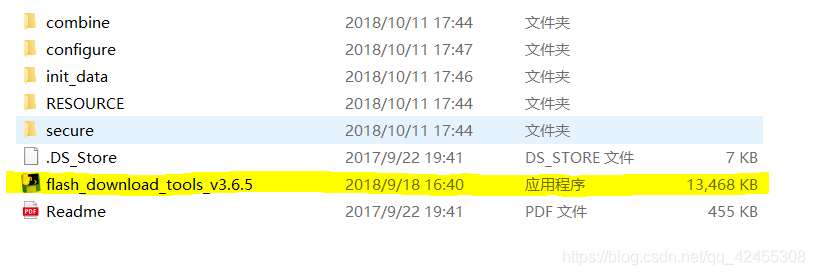 combine 2018/10/11 17:44 文件夹
configure 2018/10/11 17:47 文件夹
init_data 2018/10/11 17:46 文件夹
RESOURCE 2018/10/11 17:44 文件夹
secure 2018/10/11 17:44 文件夹
.DS_Store 2017/9/22 19:41 DS_STORE 文件 7 KB
flash_download_tools_v3.6.5 2018/9/18 16:40 应用程序 13,468 KB
PDF Readme 2017/9/22 19:41 PDF 文件 455 KB
https://blog.csdn.net/qq_42455308